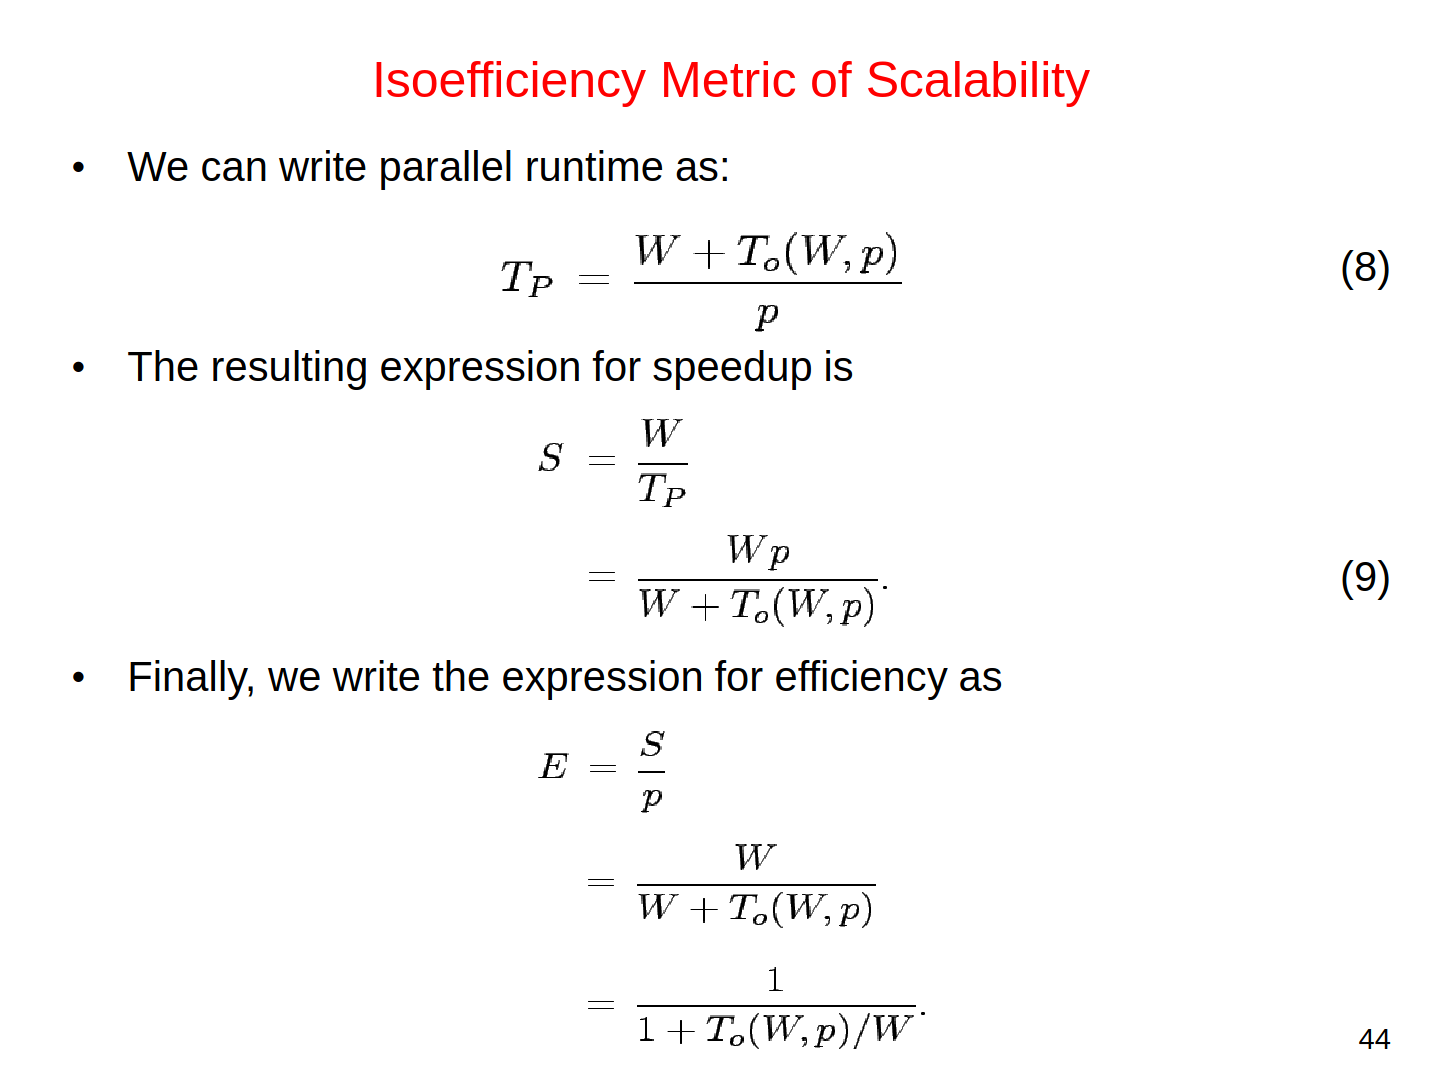 Isoefficiency Metric of Scalability
• We can write parallel runtime as:
T_P = \frac{W + T_o(W, p)}{p} (8)
• The resulting expression for speedup is
S = \frac{W}{T_P}
= \frac{Wp}{W + T_o(W, p)}. (9)
• Finally, we write the expression for efficiency as
E = \frac{S}{p}
= \frac{W}{W + T_o(W, p)}
= \frac{1}{1 + T_o(W, p)/W}.
44